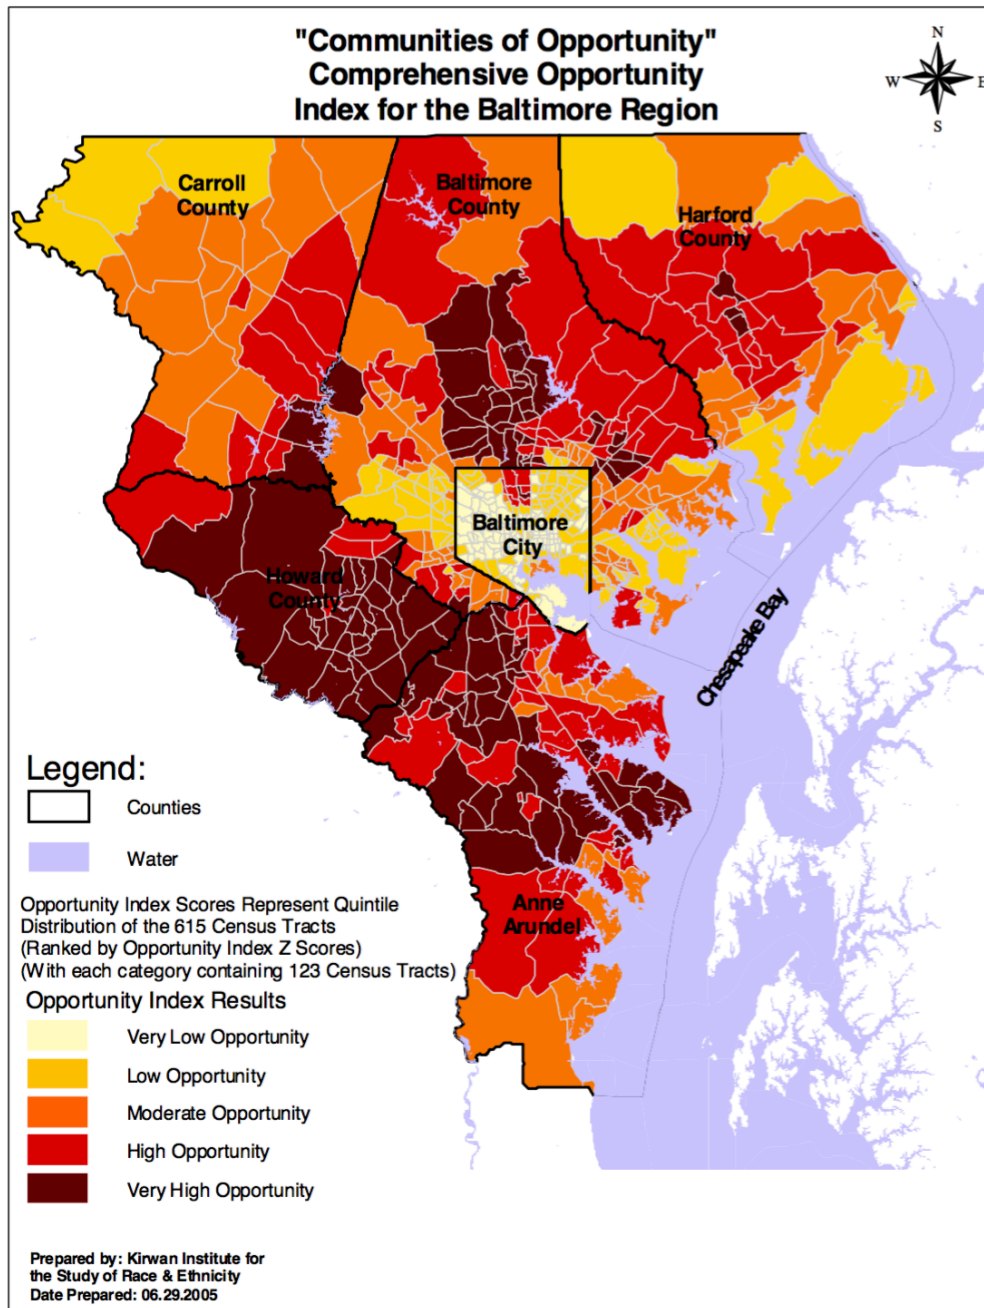 "Communities of Opportunity"
Comprehensive Opportunity
Index for the Baltimore Region
N
W
E
S
Carroll
County
Baltimore
County
Harford
County
Baltimore
City
Howard
County
Chesapeake Bay
Anne
Arundel
Legend:
Counties
Water
Opportunity Index Scores Represent Quintile
Distribution of the 615 Census Tracts
(Ranked by Opportunity Index Z Scores)
(With each category containing 123 Census Tracts)
Opportunity Index Results
Very Low Opportunity
Low Opportunity
Moderate Opportunity
High Opportunity
Very High Opportunity
Prepared by: Kirwan Institute for
the Study of Race & Ethnicity
Date Prepared: 06.29.2005